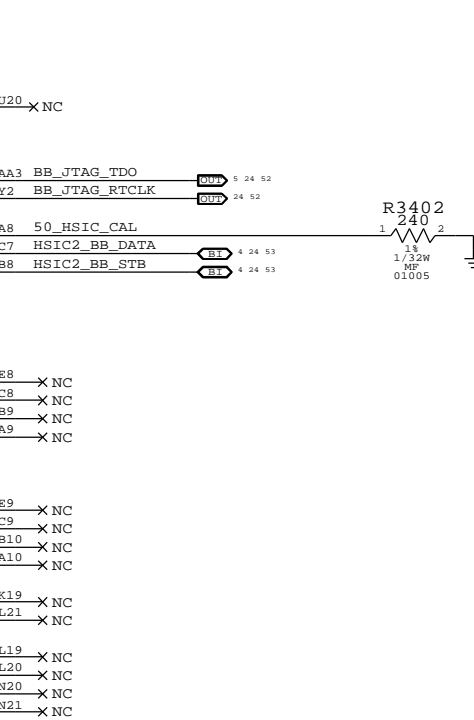 J20 NC
AA3 BB_JTAG_TDO OUT 5 24 52
Y2 BB_JTAG_RTCLK OUT 24 52
R3402
240
A8 50_HSIC_CAL 1 2
1%
1/32W
MF
01005
C7 HSIC2_BB_DATA BI 4 24 53
B8 HSIC2_BB_STB BI 4 24 53
E8 NC
C8 NC
B9 NC
A9 NC
E9 NC
C9 NC
B10 NC
A10 NC
K19 NC
L21 NC
L19 NC
L20 NC
N20 NC
N21 NC